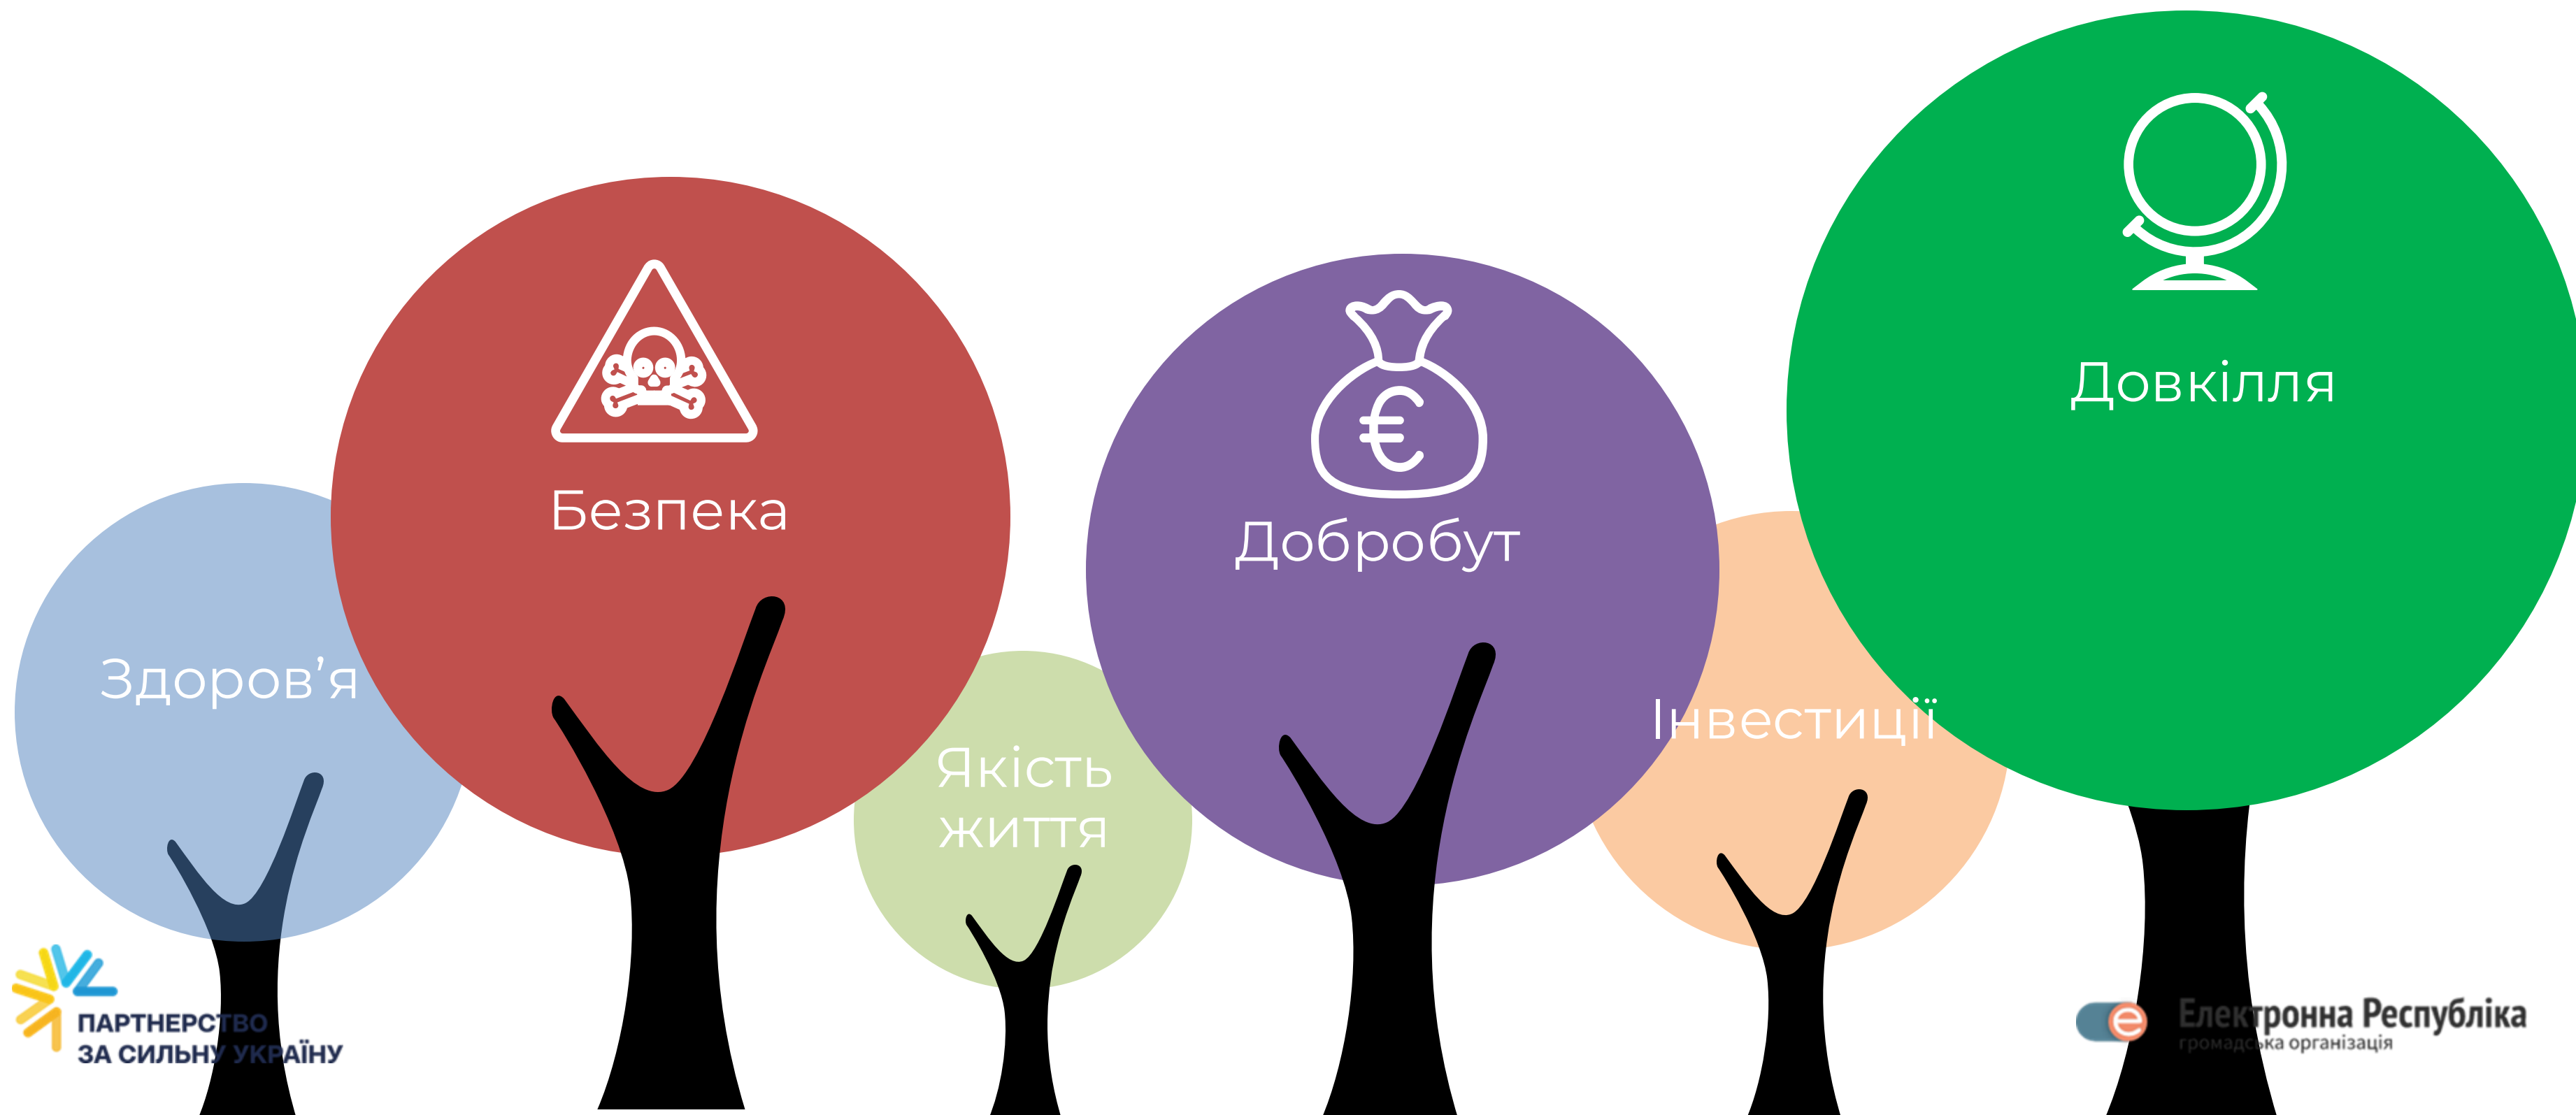 Здоров’я
Безпека
Якість
життя
Добробут
Інвестиції
Довкілля
ПАРТНЕРСТВО
ЗА СИЛЬНУ УКРАЇНУ
е Електронна Республіка
громадська організація